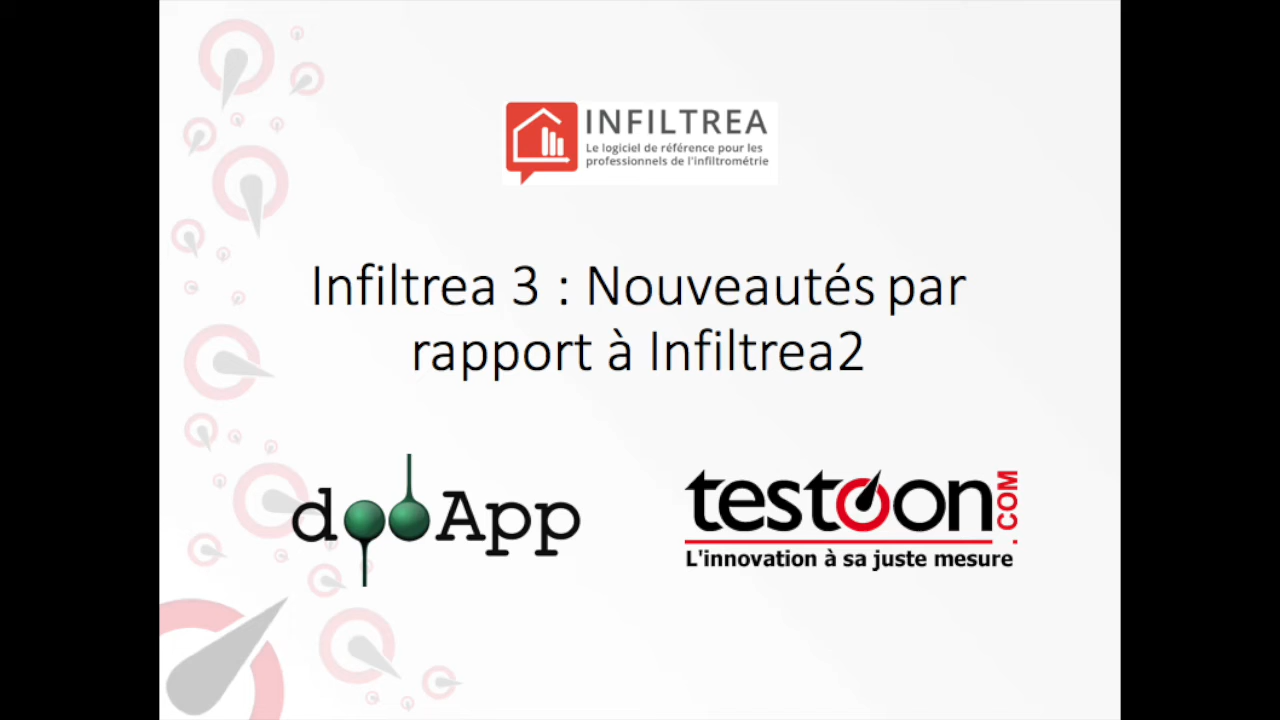 INFILTREA
Le logiciel de référence pour les
professionnels de l'infiltrométrie
Infiltrea 3 : Nouveautés par
rapport à Infiltrea2
dooApp
testoon.COM
L'innovation à sa juste mesure